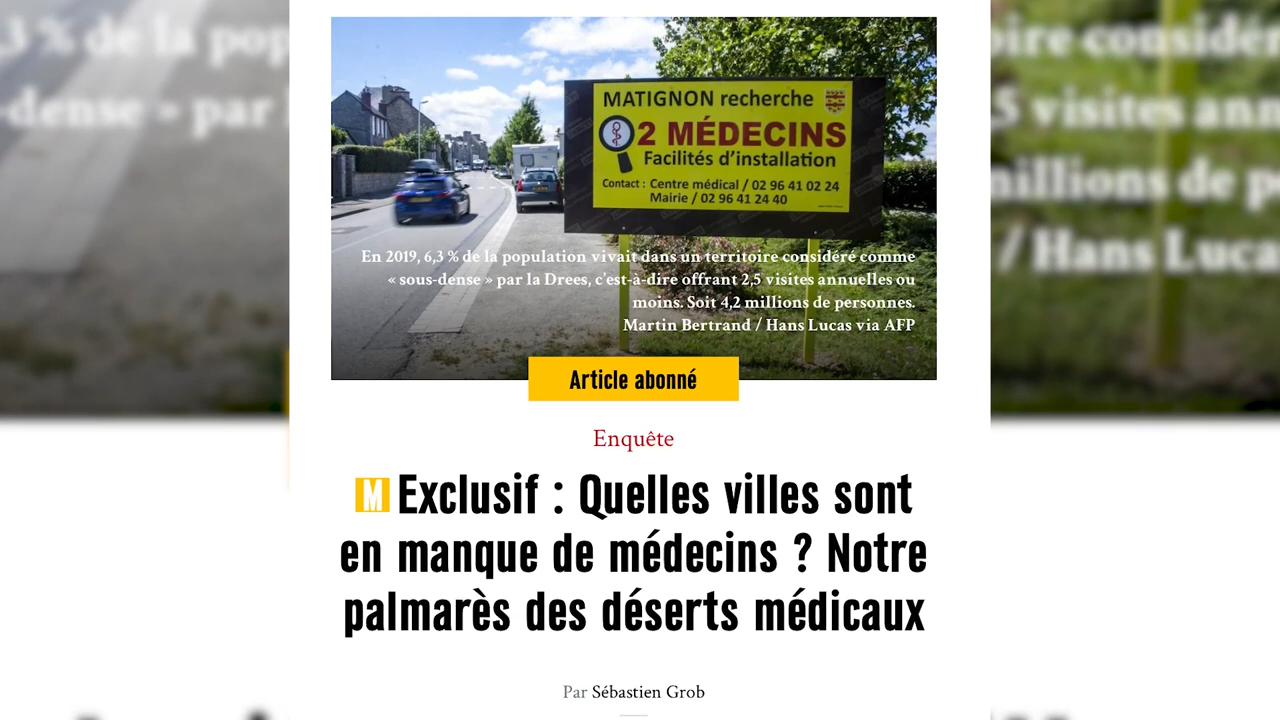 MATIGNON recherche
2 MÉDECINS
Facilités d'installation
Contact : Centre médical / 02 96 41 02 24
Mairie / 02 96 41 24 40
En 2019, 6,3 % de la population vivait dans un territoire considéré comme
« sous-dense » par la Drees, c'est-à-dire offrant 2,5 visites annuelles ou
moins. Soit 4,2 millions de personnes.
Martin Bertrand / Hans Lucas via AFP
Article abonné
Enquête
M Exclusif : Quelles villes sont
en manque de médecins ? Notre
palmarès des déserts médicaux
Par Sébastien Grob